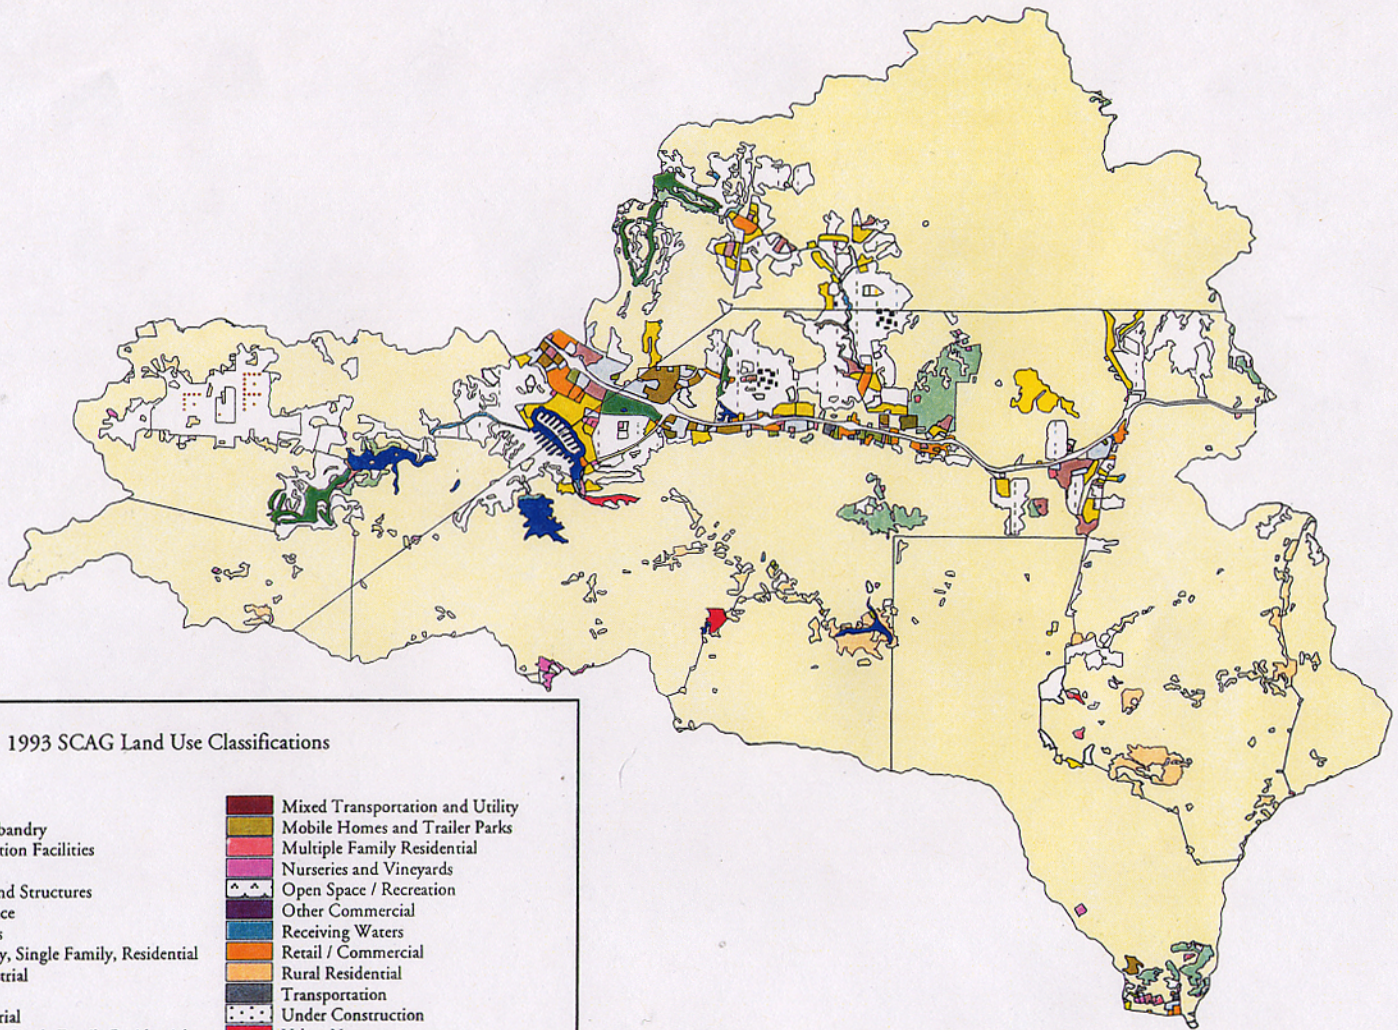 1993 SCAG Land Use Classifications
bandry
tion Facilities
nd Structures
ce
s
y, Single Family, Residential
trial
rial
Mixed Transportation and Utility
Mobile Homes and Trailer Parks
Multiple Family Residential
Nurseries and Vineyards
Open Space / Recreation
Other Commercial
Receiving Waters
Retail / Commercial
Rural Residential
Transportation
Under Construction